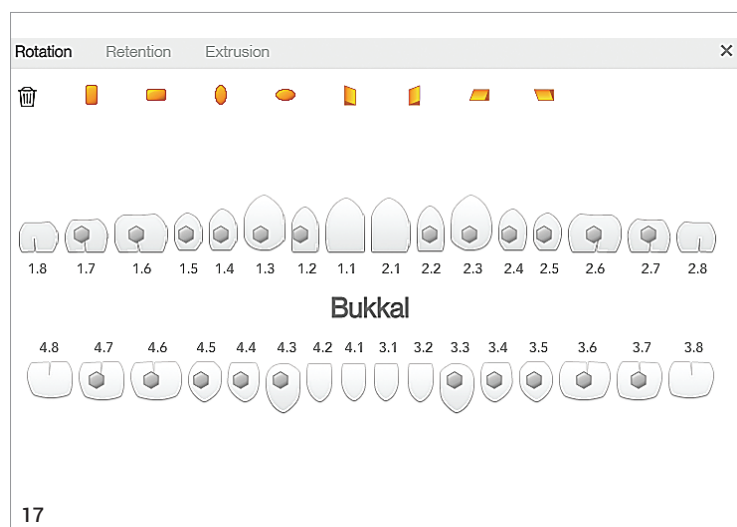 Rotation Retention Extrusion ×
1.8 1.7 1.6 1.5 1.4 1.3 1.2 1.1 2.1 2.2 2.3 2.4 2.5 2.6 2.7 2.8
Bukkal
4.8 4.7 4.6 4.5 4.4 4.3 4.2 4.1 3.1 3.2 3.3 3.4 3.5 3.6 3.7 3.8
17